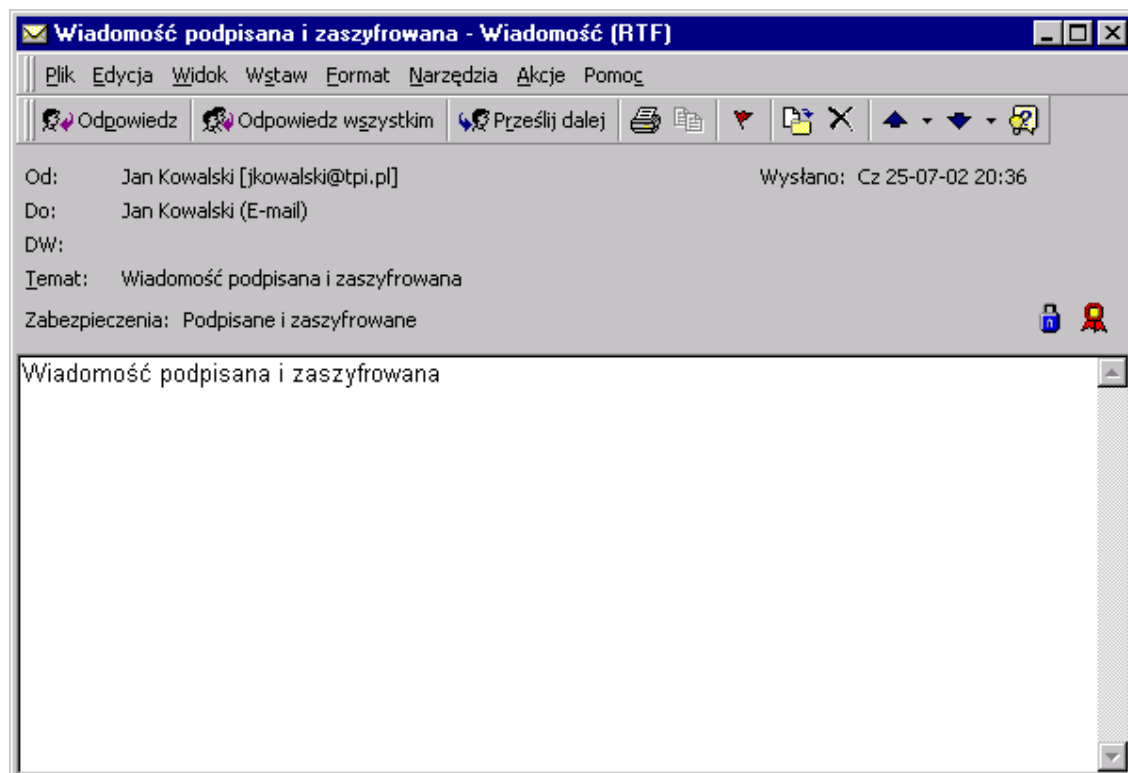 Wiadomość podpisana i zaszyfrowana - Wiadomość (RTF)
Plik Edycja Widok Wstaw Format Narzędzia Akcje Pomoc
Odpowiedz Odpowiedz wszystkim Prześlij dalej
Od: Jan Kowalski [jkowalski@tpi.pl] Wysłano: Cz 25-07-02 20:36
Do: Jan Kowalski (E-mail)
DW:
Temat: Wiadomość podpisana i zaszyfrowana
Zabezpieczenia: Podpisane i zaszyfrowane
Wiadomość podpisana i zaszyfrowana